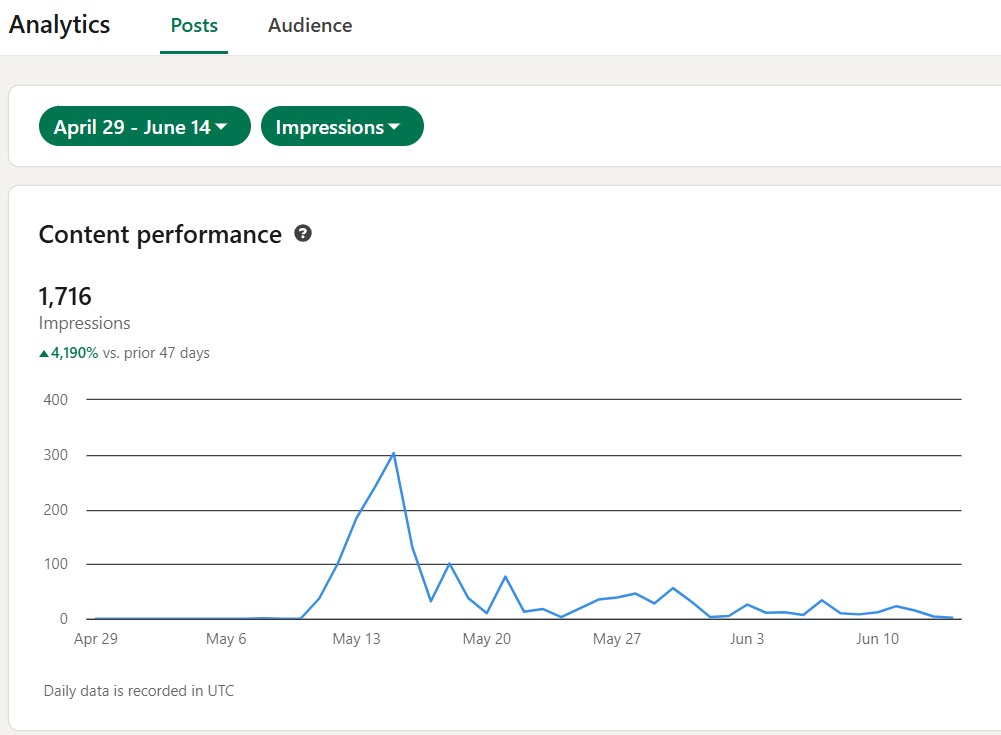 Analytics Posts Audience
April 29 - June 14 Impressions
Content performance ?
1,716
Impressions
4,190% vs. prior 47 days
400
300
200
100
0
Apr 29 May 6 May 13 May 20 May 27 Jun 3 Jun 10
Daily data is recorded in UTC